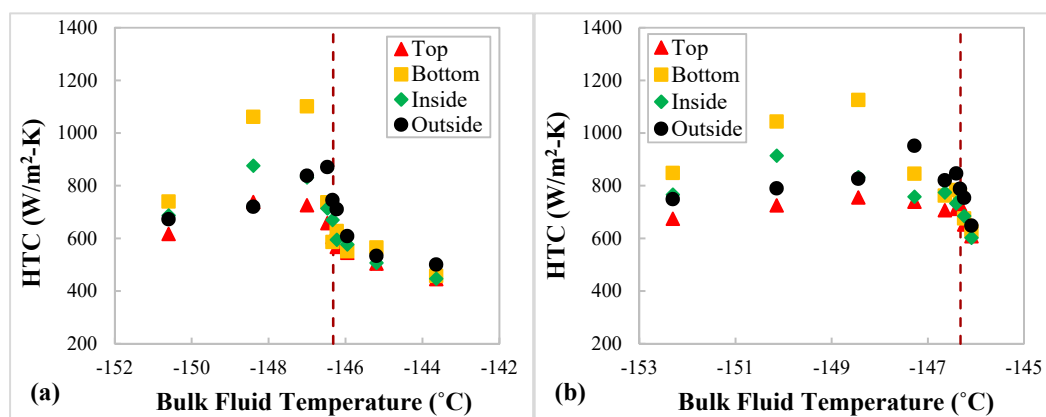 1400
1200
1000
800
600
400
200
HTC (W/m²-K)
Top
Bottom
Inside
Outside
-152 -150 -148 -146 -144 -142
(a) Bulk Fluid Temperature (˚C)
1400
1200
1000
800
600
400
200
HTC (W/m²-K)
Top
Bottom
Inside
Outside
-153 -151 -149 -147 -145
(b) Bulk Fluid Temperature (˚C)